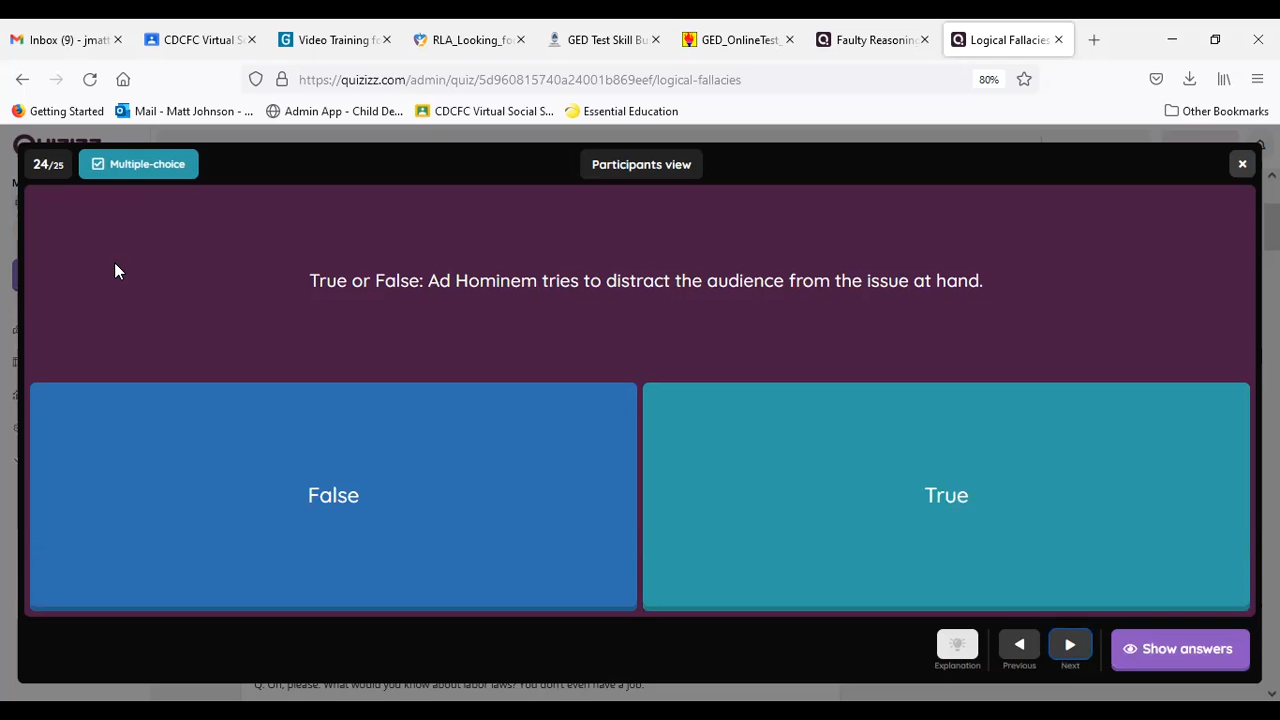 Inbox (9) - jmatt
CDCFC Virtual S
Video Training fo
RLA_Looking_fo
GED Test Skill Bu
GED_OnlineTest_
Faulty Reasoning
Logical Fallacies
https://quizizz.com/admin/quiz/5d960815740a24001b869eef/logical-fallacies
80%
Getting Started
Mail - Matt Johnson - ...
Admin App - Child De...
CDCFC Virtual Social S...
Essential Education
Other Bookmarks
24/25
Multiple-choice
Participants view
True or False: Ad Hominem tries to distract the audience from the issue at hand.
False
True
Explanation
Previous
Next
Show answers
Q: Oh, please. What would you know about labor laws? You don't even have a job.